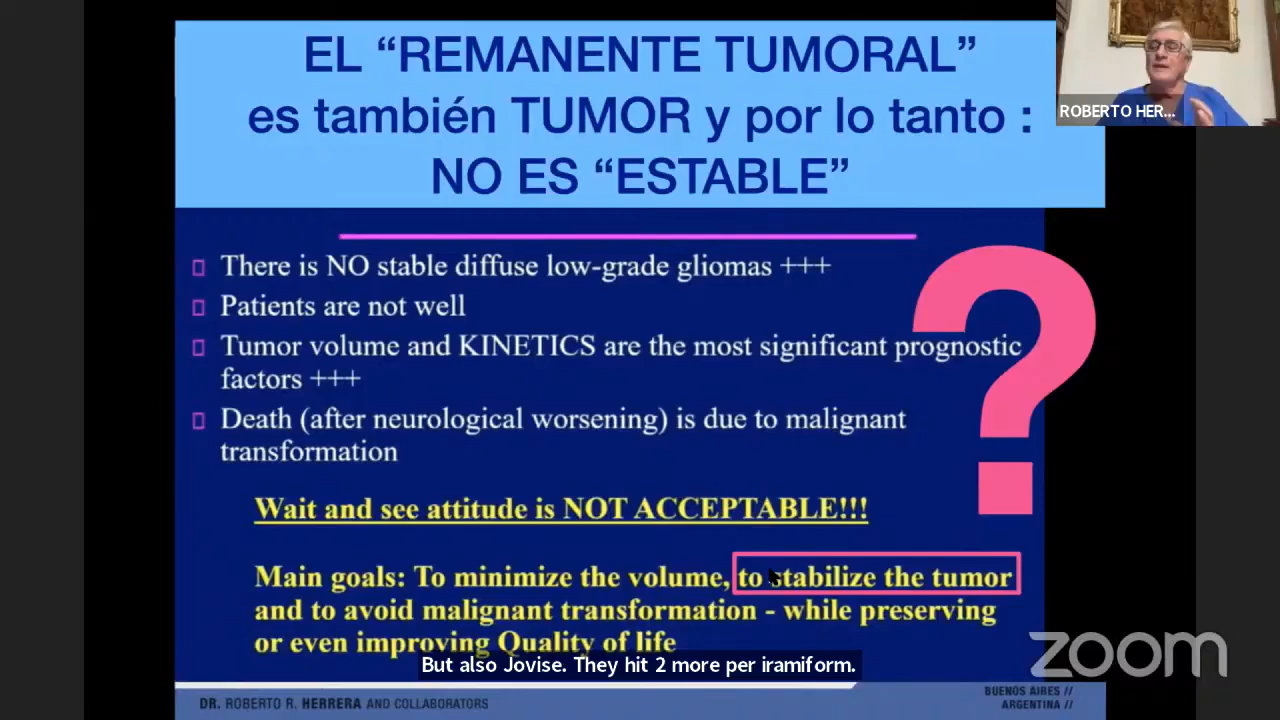 EL “REMANENTE TUMORAL”
es también TUMOR y por lo tanto :
NO ES “ESTABLE”
ROBERTO HER...
There is NO stable diffuse low-grade gliomas +++
Patients are not well
Tumor volume and KINETICS are the most significant prognostic
factors +++
Death (after neurological worsening) is due to malignant
transformation
?
Wait and see attitude is NOT ACCEPTABLE!!!
Main goals: To minimize the volume, to stabilize the tumor
and to avoid malignant transformation - while preserving
or even improving Quality of life
But also Jovise. They hit 2 more per iramiform.
zoom
DR. ROBERTO R. HERRERA AND COLLABORATORS
BUENOS AIRES //
ARGENTINA //